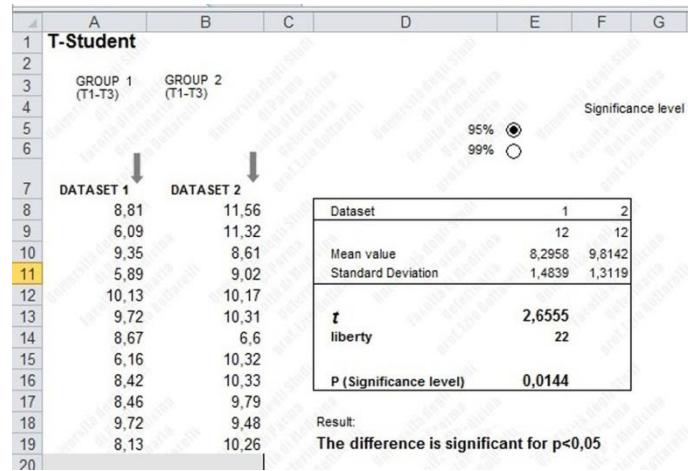 A B C D E F G
1 T-Student
2
3 GROUP 1 GROUP 2
(T1-T3) (T1-T3)
4 Significance level
5 95%
6 99%
7 DATASET 1 DATASET 2
8 8,81 11,56 Dataset 1 2
9 6,09 11,32 12 12
10 9,35 8,61 Mean value 8,2958 9,8142
11 5,89 9,02 Standard Deviation 1,4839 1,3119
12 10,13 10,17
13 9,72 10,31 t 2,6555
14 8,67 6,6 liberty 22
15 6,16 10,32
16 8,42 10,33 P (Significance level) 0,0144
17 8,46 9,79
18 9,72 9,48 Result:
19 8,13 10,26 The difference is significant for p<0,05
20